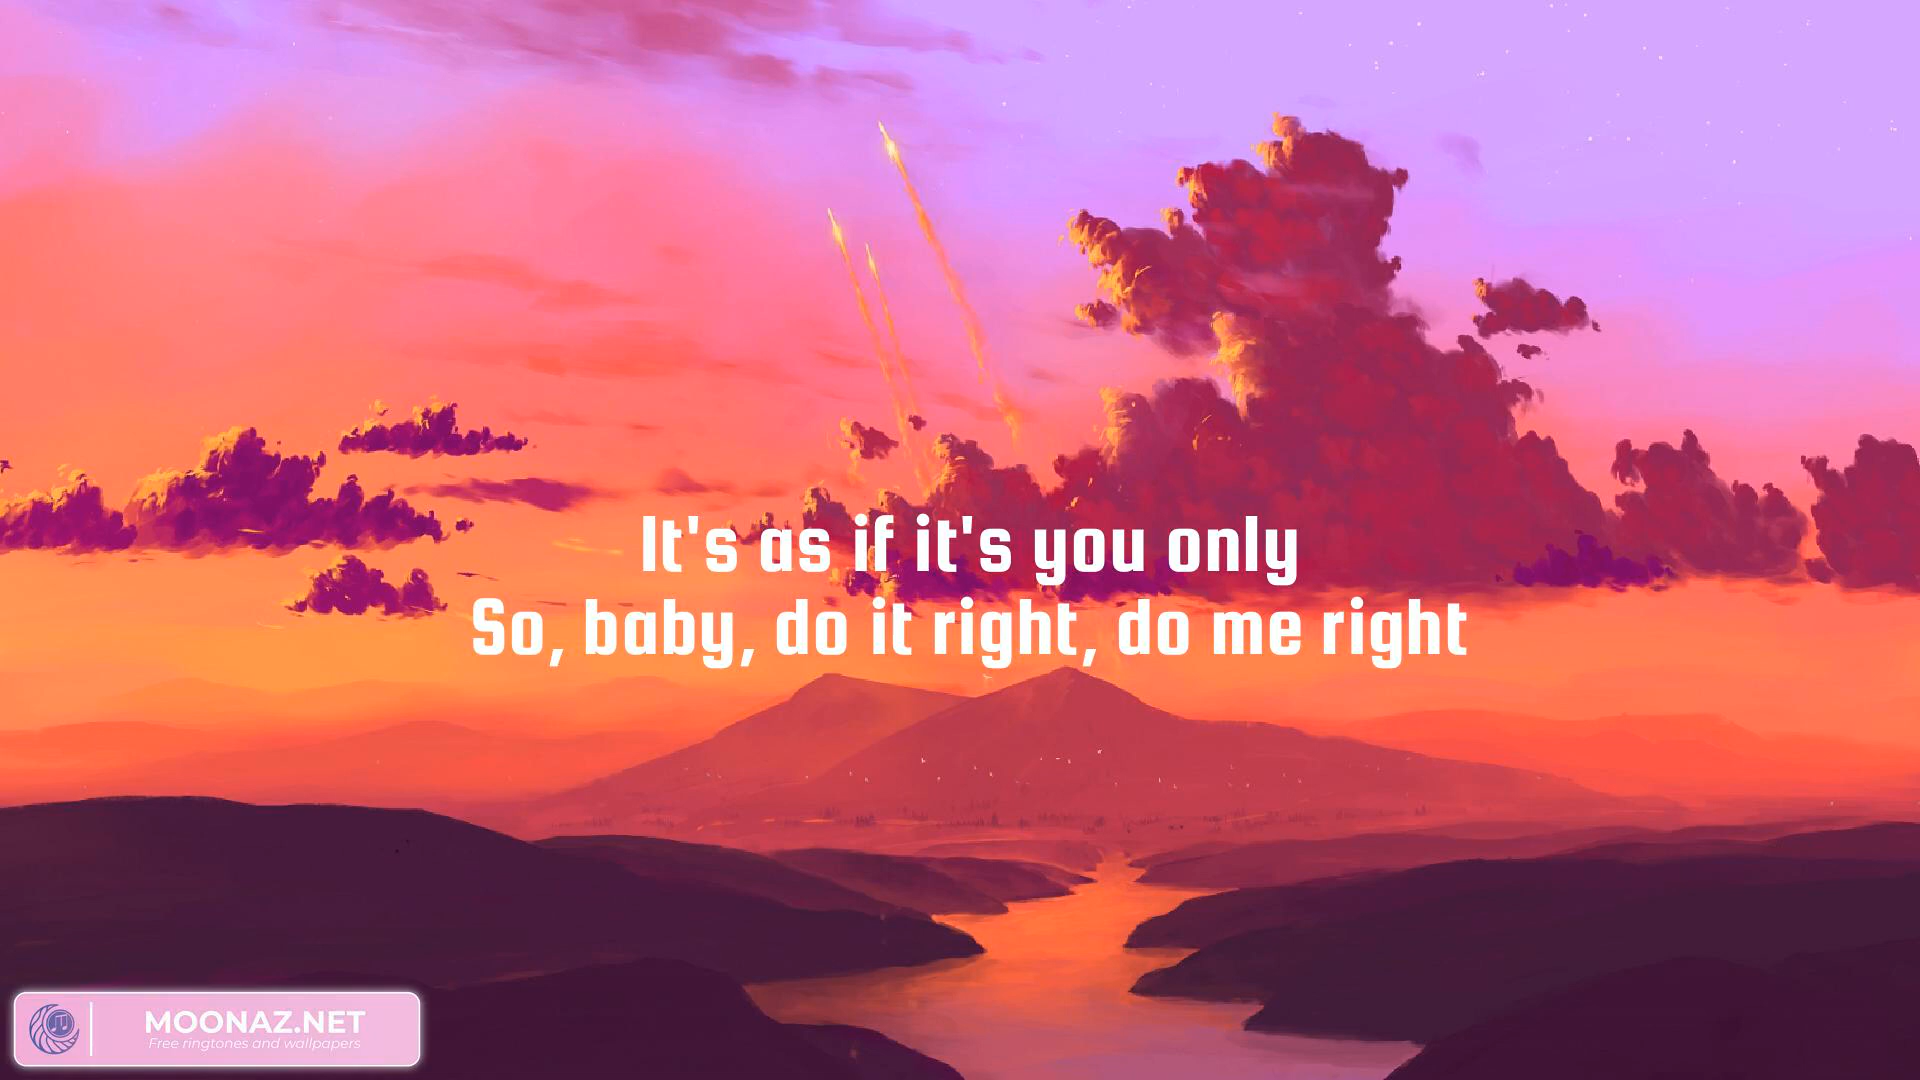 It's as if it's you only
So, baby, do it right, do me right
MOONAZ.NET
Free ringtones and wallpapers